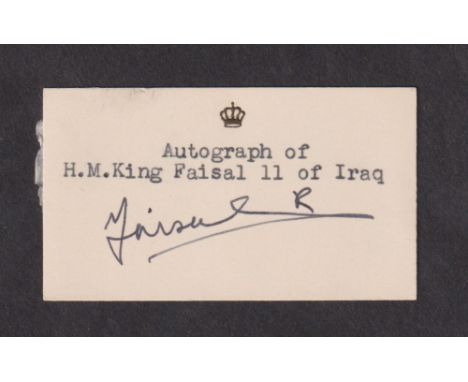 Autograph of
H.M.King Faisal 11 of Iraq
Faisal R